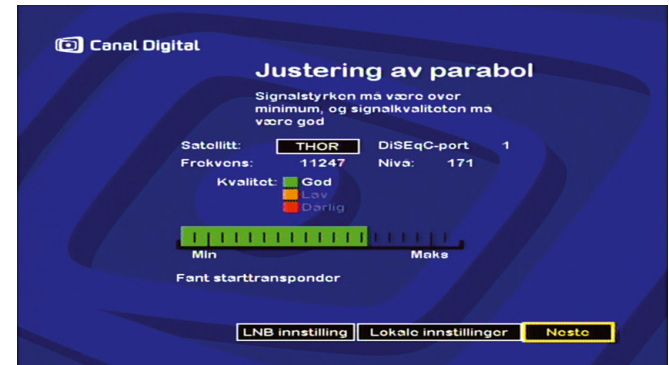 Canal Digital
Justering av parabol
Signalstyrken må være over
minimum, og signalkvaliteten må
være god
Satellitt: THOR DiSEqC-port 1
Frekvens: 11247 Nivå: 171
Kvalitet: God
Lav
Dårlig
Min Maks
Fant starttransponder
LNB innstilling Lokale innstillinger Neste